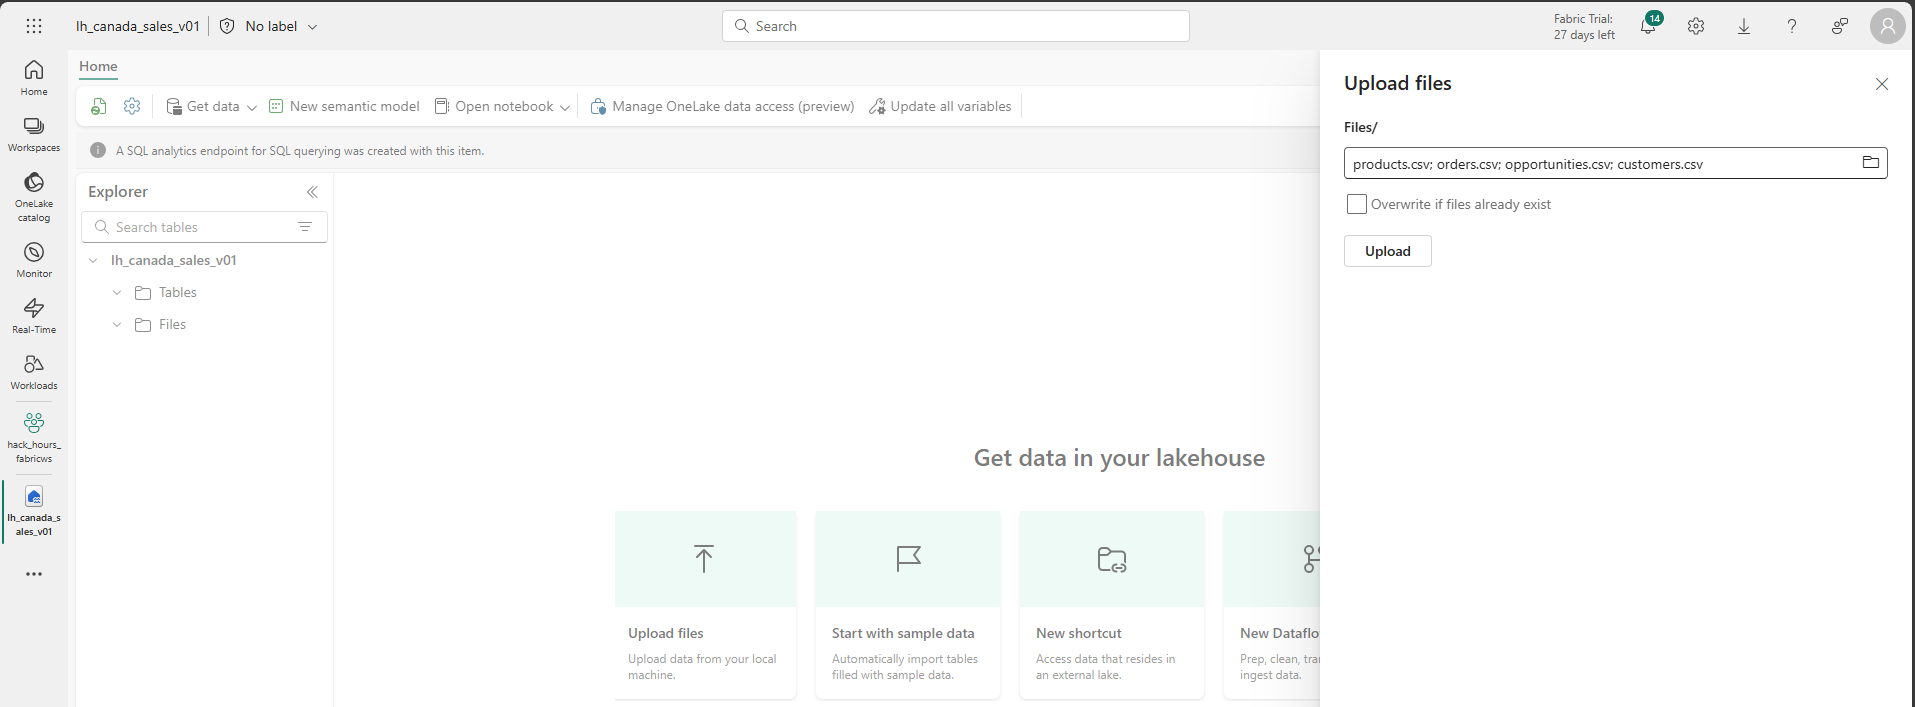 lh_canada_sales_v01
No label
Search
Fabric Trial:
27 days left
14
Home
Workspaces
OneLake
catalog
Monitor
Real-Time
Workloads
hack_hours_
fabricws
lh_canada_s
ales_v01
Home
Get data
New semantic model
Open notebook
Manage OneLake data access (preview)
Update all variables
A SQL analytics endpoint for SQL querying was created with this item.
Explorer
Search tables
lh_canada_sales_v01
Tables
Files
Get data in your lakehouse
Upload files
Upload data from your local
machine.
Start with sample data
Automatically import tables
filled with sample data.
New shortcut
Access data that resides in
an external lake.
New Dataflo
Prep, clean, tra
ingest data.
Upload files
Files/
products.csv; orders.csv; opportunities.csv; customers.csv
Overwrite if files already exist
Upload